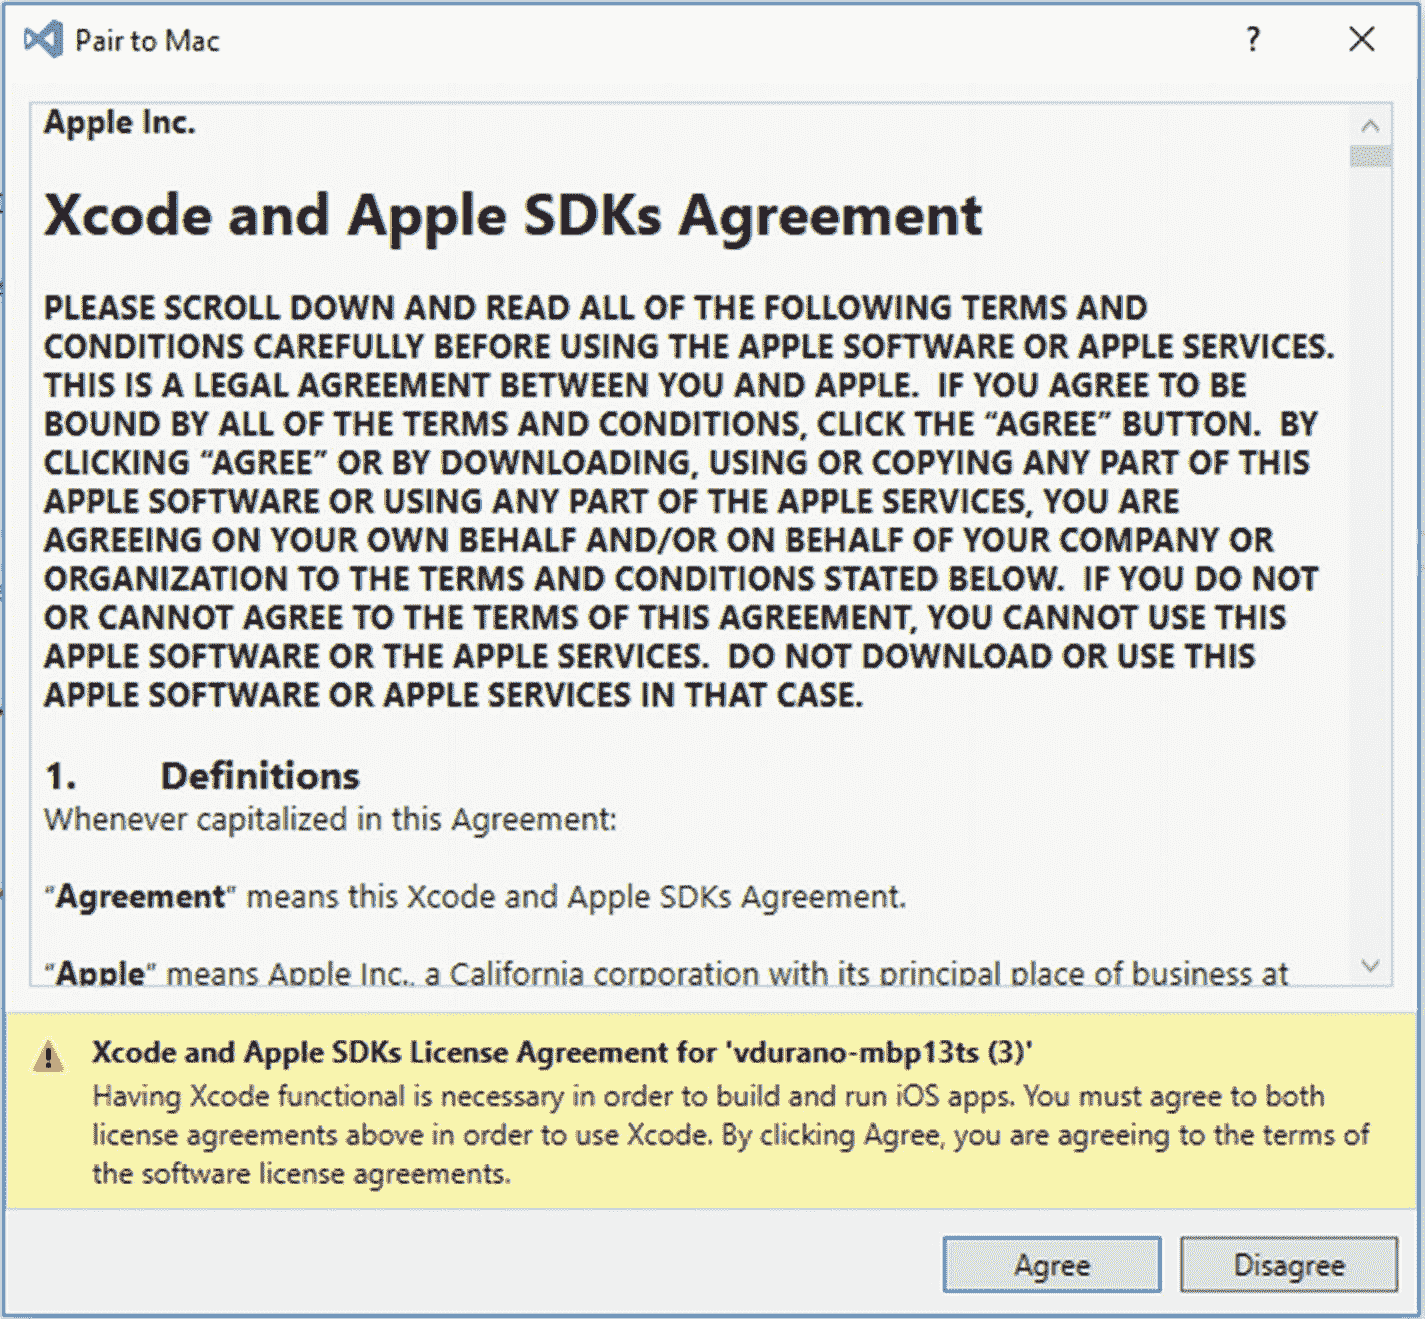 Pair to Mac
?
Apple Inc.
Xcode and Apple SDKs Agreement
PLEASE SCROLL DOWN AND READ ALL OF THE FOLLOWING TERMS AND
CONDITIONS CAREFULLY BEFORE USING THE APPLE SOFTWARE OR APPLE SERVICES.
THIS IS A LEGAL AGREEMENT BETWEEN YOU AND APPLE.  IF YOU AGREE TO BE
BOUND BY ALL OF THE TERMS AND CONDITIONS, CLICK THE “AGREE” BUTTON.  BY
CLICKING “AGREE” OR BY DOWNLOADING, USING OR COPYING ANY PART OF THIS
APPLE SOFTWARE OR USING ANY PART OF THE APPLE SERVICES, YOU ARE
AGREEING ON YOUR OWN BEHALF AND/OR ON BEHALF OF YOUR COMPANY OR
ORGANIZATION TO THE TERMS AND CONDITIONS STATED BELOW.  IF YOU DO NOT
OR CANNOT AGREE TO THE TERMS OF THIS AGREEMENT, YOU CANNOT USE THIS
APPLE SOFTWARE OR THE APPLE SERVICES.  DO NOT DOWNLOAD OR USE THIS
APPLE SOFTWARE OR APPLE SERVICES IN THAT CASE.
1. Definitions
Whenever capitalized in this Agreement:
“Agreement” means this Xcode and Apple SDKs Agreement.
“Apple” means Apple Inc., a California corporation with its principal place of business at
Xcode and Apple SDKs License Agreement for 'vdurano-mbp13ts (3)'
Having Xcode functional is necessary in order to build and run iOS apps. You must agree to both
license agreements above in order to use Xcode. By clicking Agree, you are agreeing to the terms of
the software license agreements.
Agree
Disagree